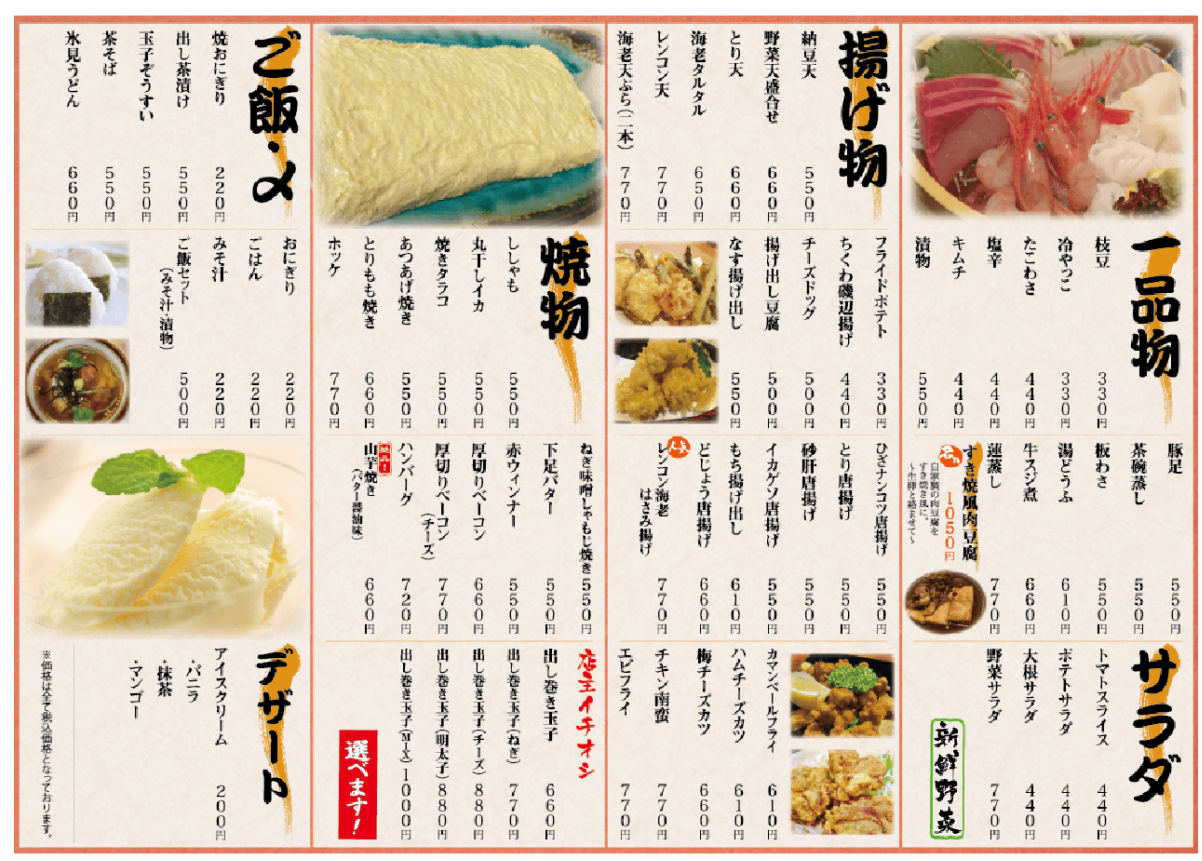 一品物
枝豆 330円
冷やっこ 330円
たこわさ 440円
塩辛 440円
キムチ 440円
漬物 550円
豚足 550円
茶碗蒸し 550円
板わさ 550円
湯どうふ 610円
牛スジ煮 660円
蓮蒸し 770円
すき焼風肉豆腐
1050円
自家製の肉豆腐を
すき焼き風に。
～生卵と絡ませて～
サラダ
トマトスライス 440円
ポテトサラダ 440円
大根サラダ 440円
野菜サラダ 770円
新鮮野菜
揚げ物
納豆天 550円
野菜天盛合せ 660円
とり天 660円
海老タルタル 650円
レンコン天 770円
海老天ぷら(二本) 770円
フライドポテト 330円
ちくわ磯辺揚げ 440円
チーズドッグ 500円
揚げ出し豆腐 500円
なす揚げ出し 550円
ひざナンコツ唐揚げ 550円
とり唐揚げ 550円
砂肝唐揚げ 550円
イカゲソ唐揚げ 550円
もち揚げ出し 610円
どじょう唐揚げ 660円
人気
レンコン海老
はさみ揚げ 770円
カマンベールフライ 610円
ハムチーズカツ 610円
梅チーズカツ 660円
チキン南蛮 770円
エビフライ 770円
焼物
ししゃも 550円
丸干しイカ 550円
焼きタラコ 550円
あつあげ焼き 550円
とりもも焼き 660円
ホッケ 770円
ねぎ味噌しゃもじ焼き 550円
下足バター 550円
赤ウィンナー 550円
厚切りベーコン 660円
厚切りベーコン(チーズ) 770円
ハンバーグ 720円
絶品!
山芋焼き(バター醤油味) 660円
店主イチオシ
出し巻き玉子 660円
出し巻き玉子(ねぎ) 770円
出し巻き玉子(チーズ) 880円
出し巻き玉子(明太子) 880円
出し巻き玉子(MIX) 1000円
選べます!
ご飯・〆
焼おにぎり 220円
出し茶漬け 550円
玉子ぞうすい 550円
茶そば 550円
氷見うどん 660円
おにぎり 220円
ごはん 220円
みそ汁 220円
ご飯セット(みそ汁・漬物) 500円
デザート
アイスクリーム 200円
・バニラ
・抹茶
・マンゴー
※価格は全て税込価格となっております。